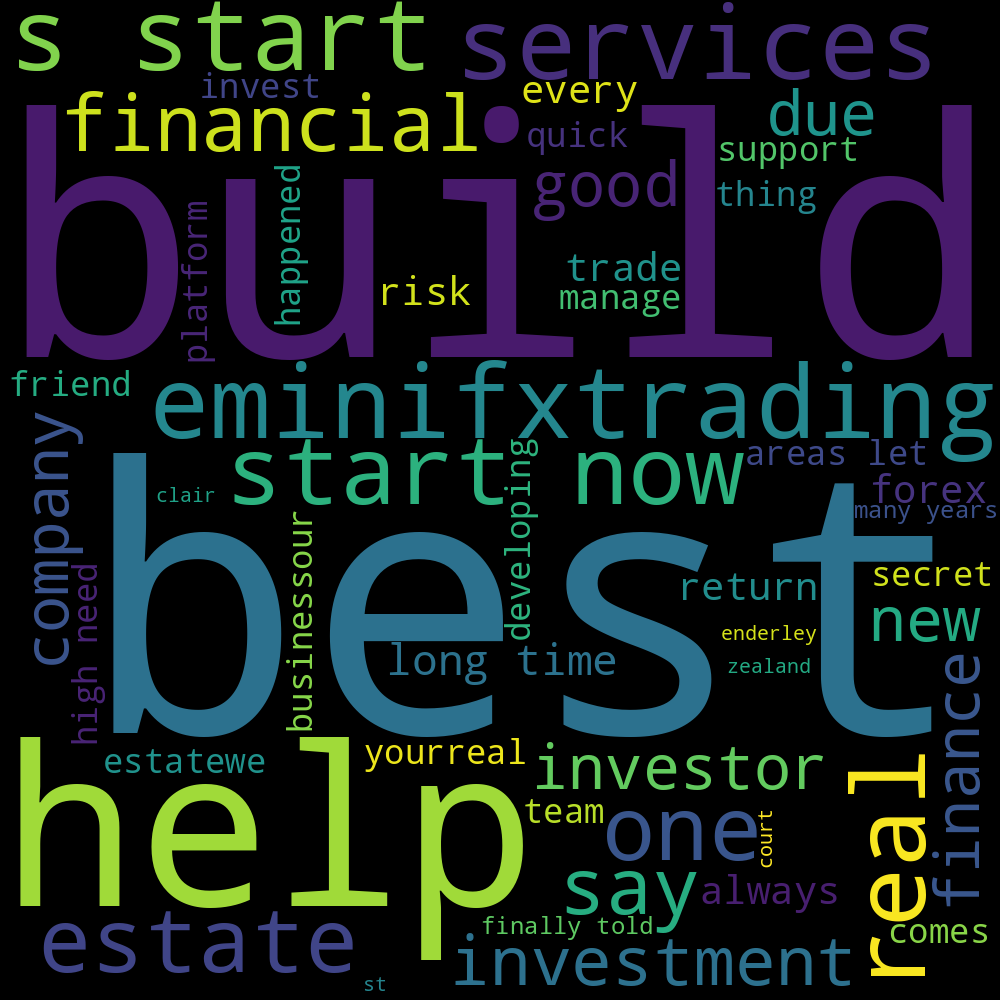 s start
services
invest
every
financial
quick
due
support
build
good
thing
happened
platform
trade
risk
manage
friend
eminifxtrading
company
start now
areas let
forex
clair
many years
best
businessour
developing
return
secret
new
high need
enderley
long time
zealand
finance
help
yourreal
estatewe
investor
real
team
one
court
say
always
estate
finally told
comes
investment
st